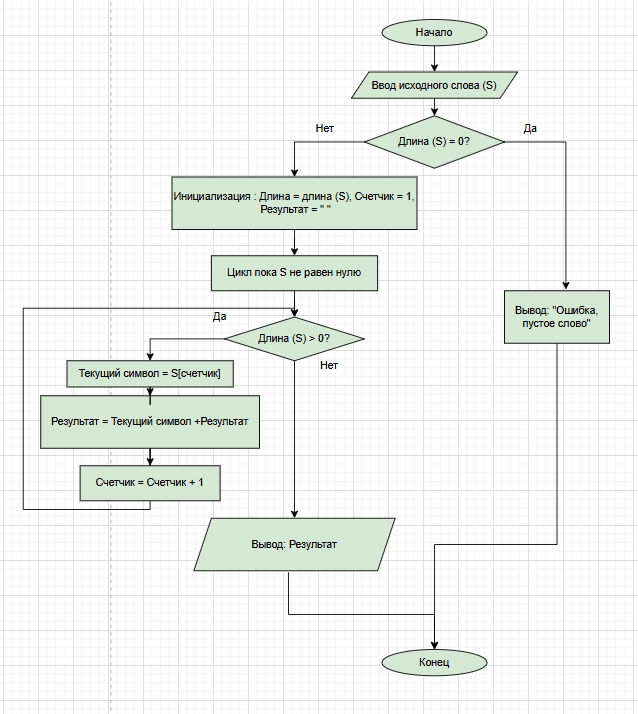 Начало
Ввод исходного слова (S)
Длина (S) = 0?
Нет
Да
Инициализация : Длина = длина (S), Счетчик = 1,
Результат = " "
Цикл пока S не равен нулю
Вывод: "Ошибка,
пустое слово"
Да
Длина (S) > 0?
Нет
Текущий символ = S[счетчик]
Результат = Текущий символ +Результат
Счетчик = Счетчик + 1
Вывод: Результат
Конец